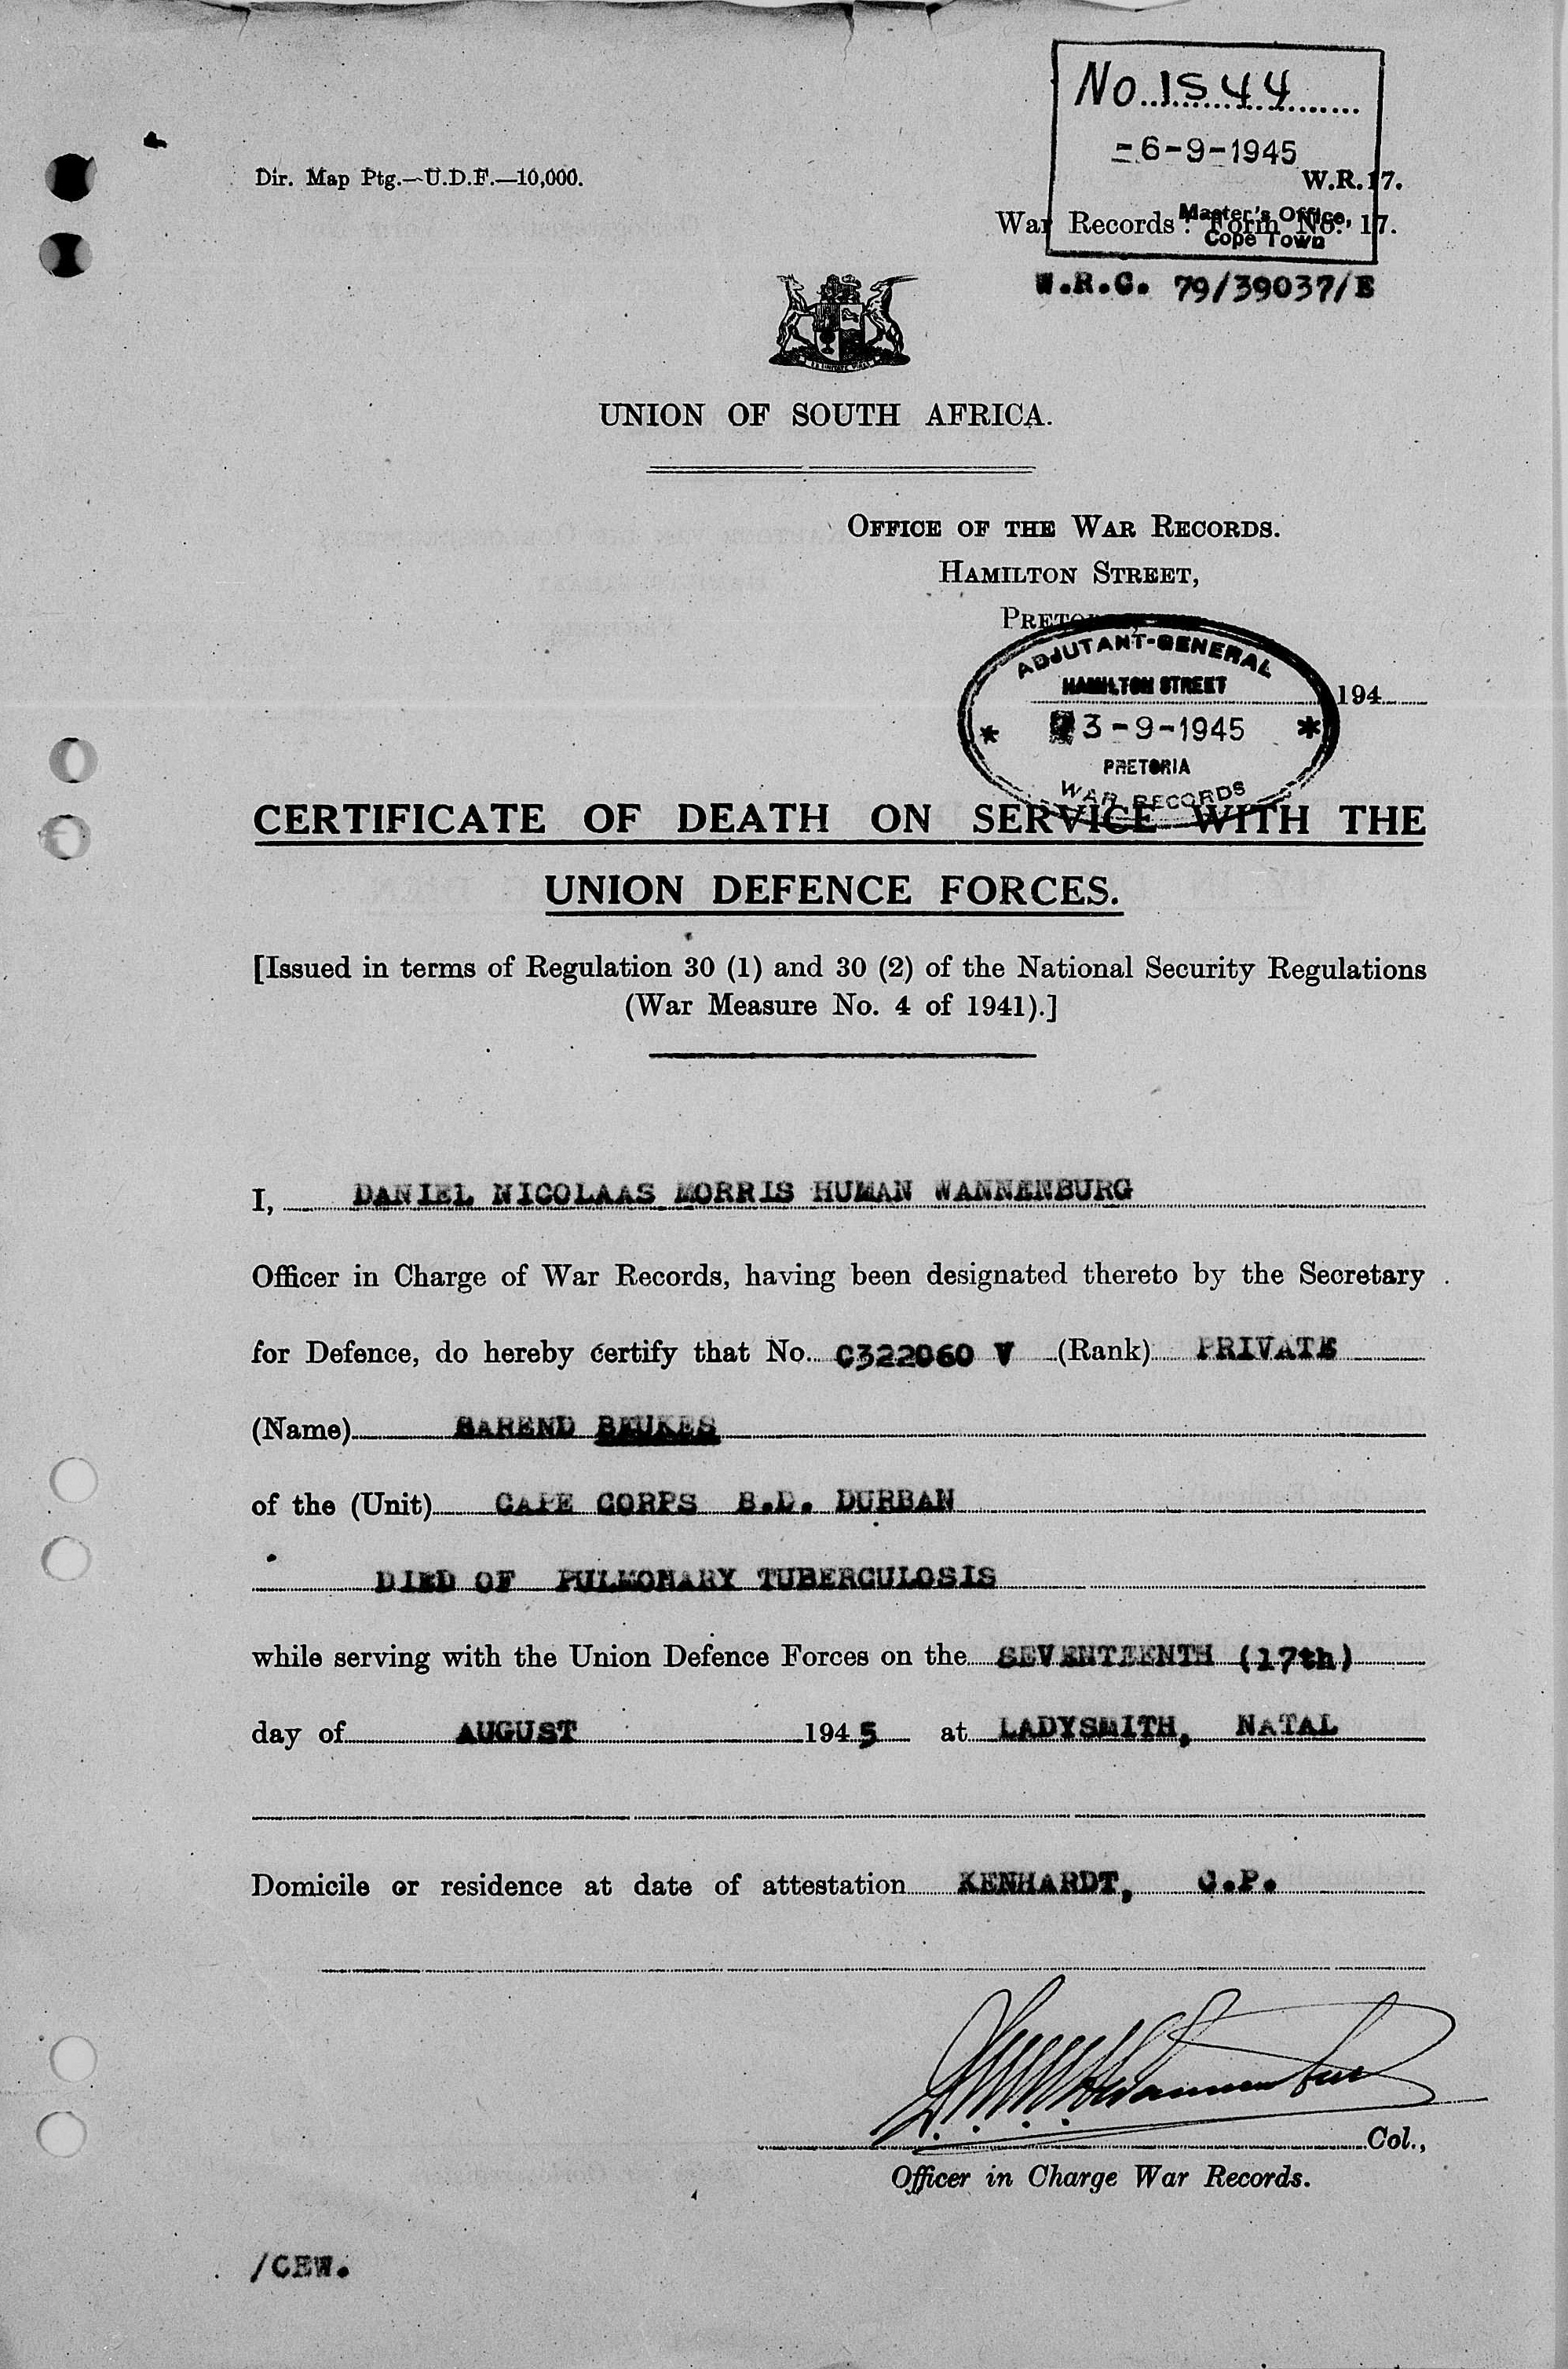 No. 1544
-6-9-1945
Dir. Map Ptg.—U.D.F.—10,000.
W.R.17.
War Records : Form No. 17.
Master's Office,
Cape Town
W.R.C. 79/39037/E
UNION OF SOUTH AFRICA.
OFFICE OF THE WAR RECORDS.
HAMILTON STREET,
PRETORIA,
ADJUTANT-GENERAL
HAMILTON STREET
194
* 3-9-1945 *
PRETORIA
WAR RECORDS
CERTIFICATE OF DEATH ON SERVICE WITH THE
UNION DEFENCE FORCES.
[Issued in terms of Regulation 30 (1) and 30 (2) of the National Security Regulations
(War Measure No. 4 of 1941).]
I, DANIEL NICOLAAS MORRIS HUMAN WANNENBURG
Officer in Charge of War Records, having been designated thereto by the Secretary
for Defence, do hereby certify that No. C322060 V (Rank) PRIVATE
(Name) BAREND BEUKES
of the (Unit) CAPE CORPS B.D. DURBAN
DIED OF PULMONARY TUBERCULOSIS
while serving with the Union Defence Forces on the SEVENTEENTH (17th)
day of AUGUST 1945 at LADYSMITH, NATAL
Domicile or residence at date of attestation KENHARDT, C.P.
Col.,
Officer in Charge War Records.
/CEW.